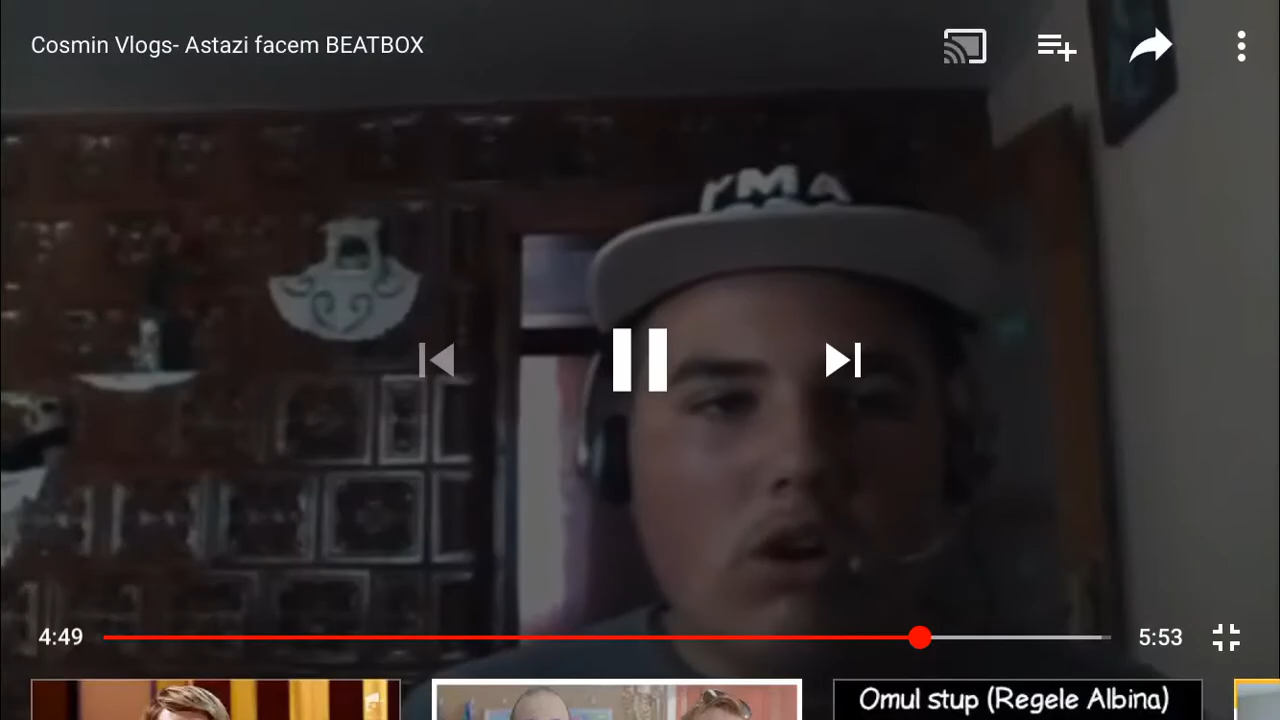 Cosmin Vlogs- Astazi facem BEATBOX
I'M A
4:49
5:53
Omul stup (Regele Albina)